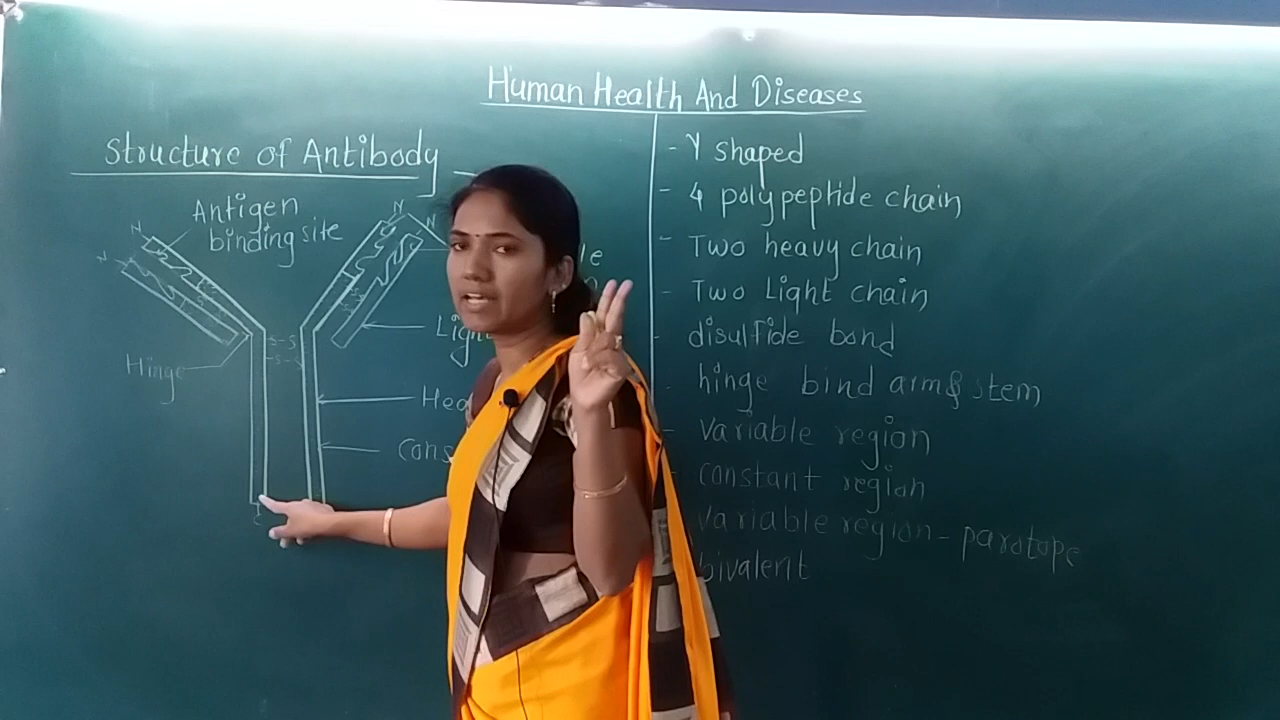 Human Health And Diseases
Structure of Antibody
N
N
Antigen
binding site
N
N
S-S
S-S
S-S
-S-S
Hinge
C
- Y shaped
- 4 polypeptide chain
- Two heavy chain
- Two Light chain
- disulfide bond
- hinge bind arm & stem
- variable region
- constant region
variable region - paratope
bivalent